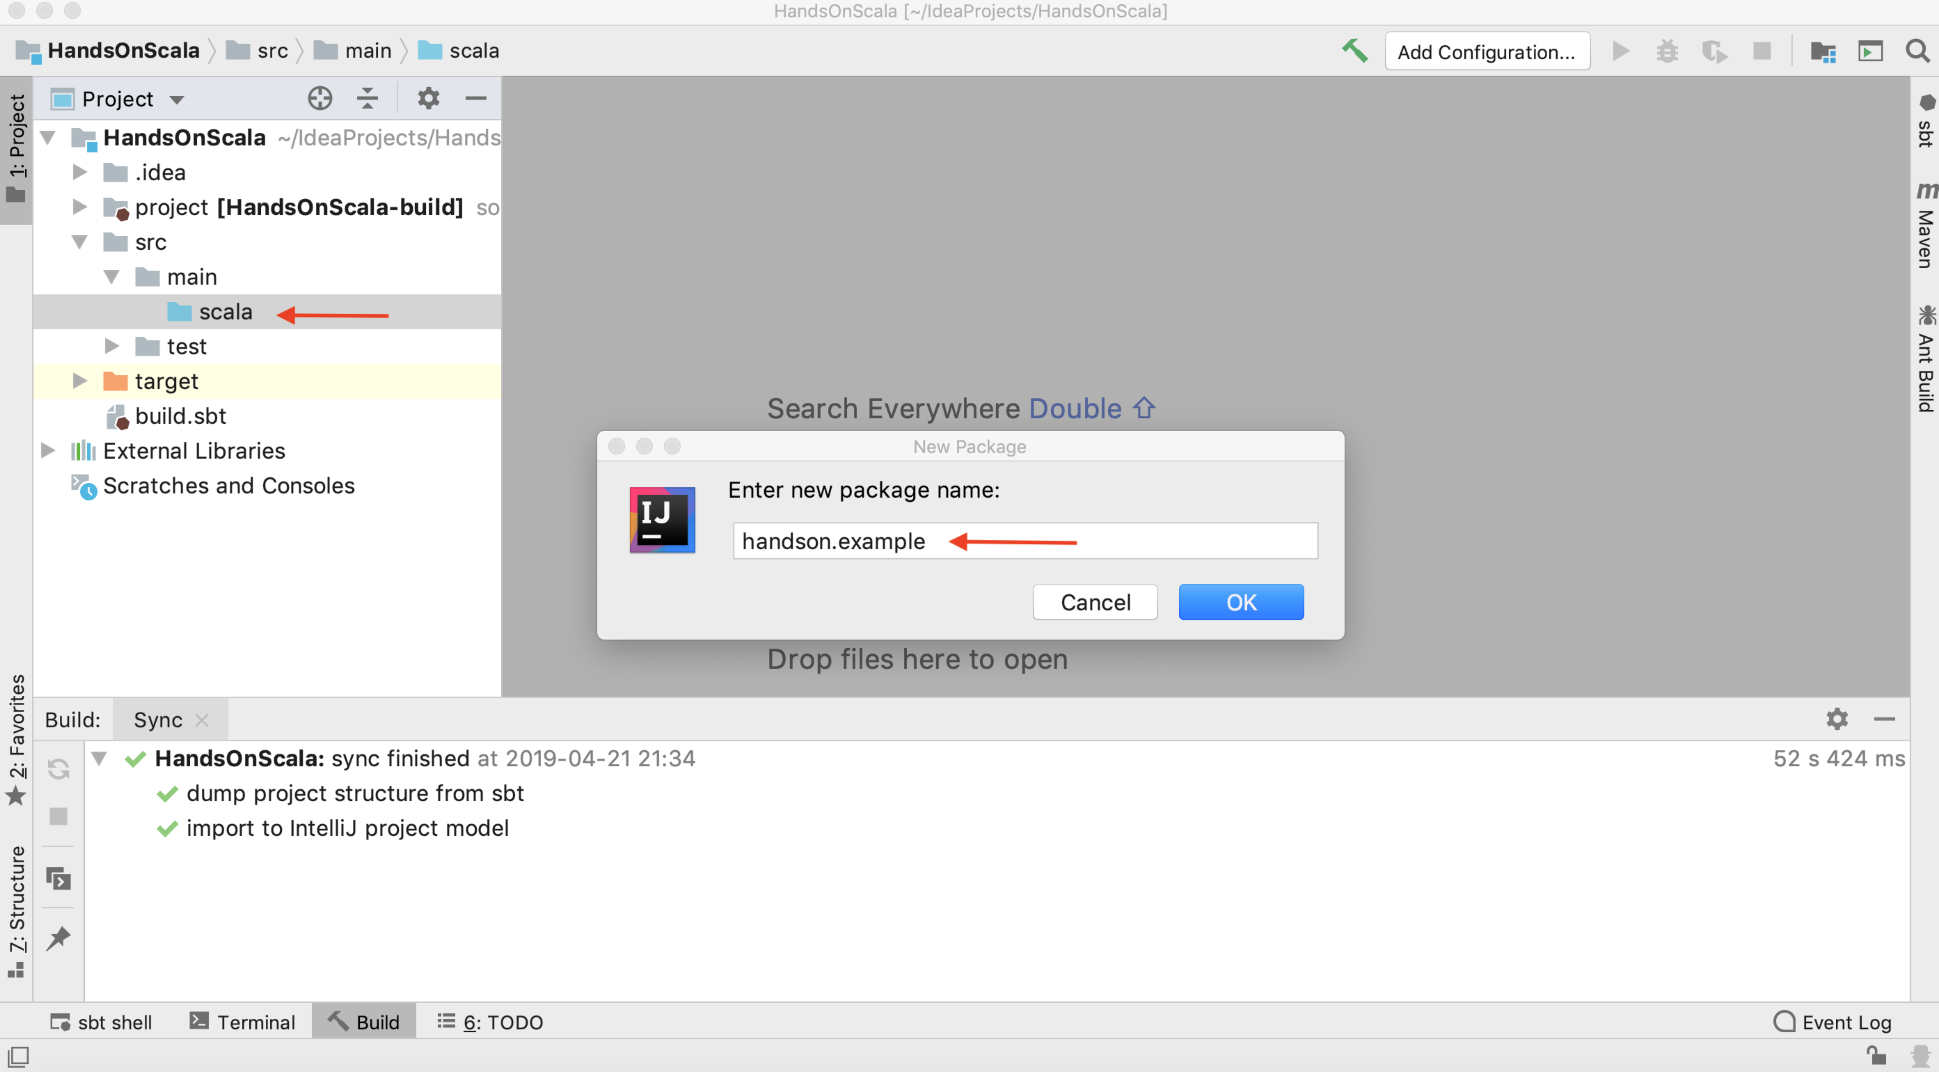 HandsOnScala [~/IdeaProjects/HandsOnScala]
HandsOnScala src main scala
Add Configuration...
1: Project
Project
HandsOnScala ~/IdeaProjects/Hands
.idea
project [HandsOnScala-build] so
src
main
scala
test
target
build.sbt
External Libraries
Scratches and Consoles
Search Everywhere Double ⇧
New Package
IJ
Enter new package name:
handson.example
Cancel
OK
Drop files here to open
sbt
m
Maven
Ant Build
2: Favorites
7: Structure
Build:
Sync
HandsOnScala: sync finished at 2019-04-21 21:34
52 s 424 ms
dump project structure from sbt
import to IntelliJ project model
sbt shell
Terminal
Build
6: TODO
Event Log